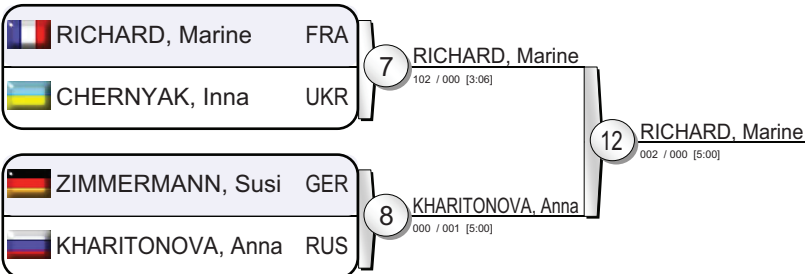 RICHARD, Marine FRA
CHERNYAK, Inna UKR
7
RICHARD, Marine
102 / 000 [3:06]
ZIMMERMANN, Susi GER
KHARITONOVA, Anna RUS
8
KHARITONOVA, Anna
000 / 001 [5:00]
12
RICHARD, Marine
002 / 000 [5:00]